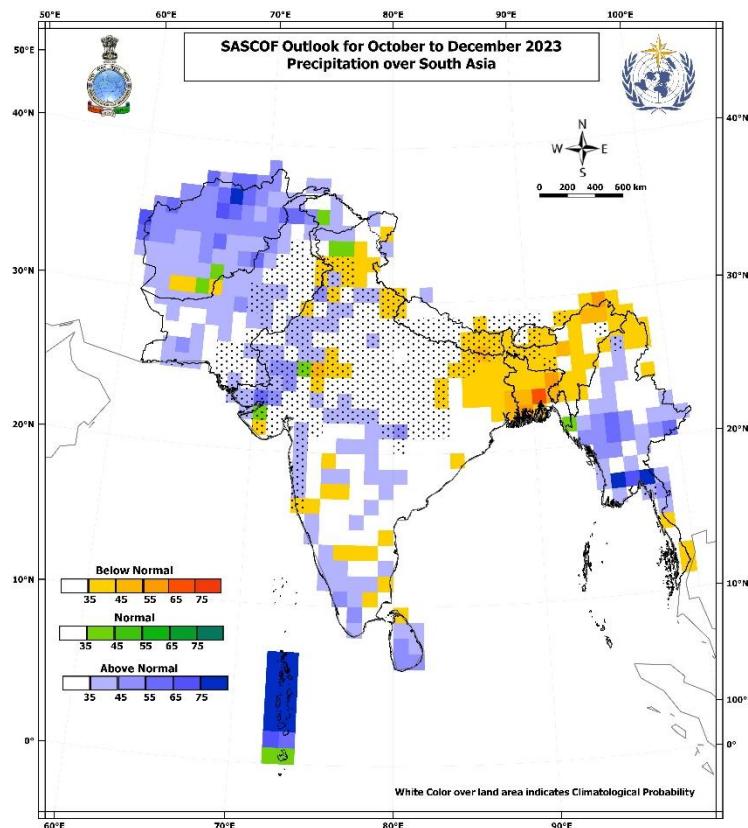 50°E 60°E 70°E 80°E 90°E 100°E
SASCOF Outlook for October to December 2023
Precipitation over South Asia
50°N
40°N 40°N
N
W E
S
0 200 400 600 km
30°N 30°N
20°N 20°N
10°N 10°N
Below Normal
35 45 55 65 75
Normal
35 45 55 65 75
Above Normal
35 45 55 65 75
100°
0° 0°
White Color over land area indicates Climatological Probability
60°E 70°E 80°E 90°E